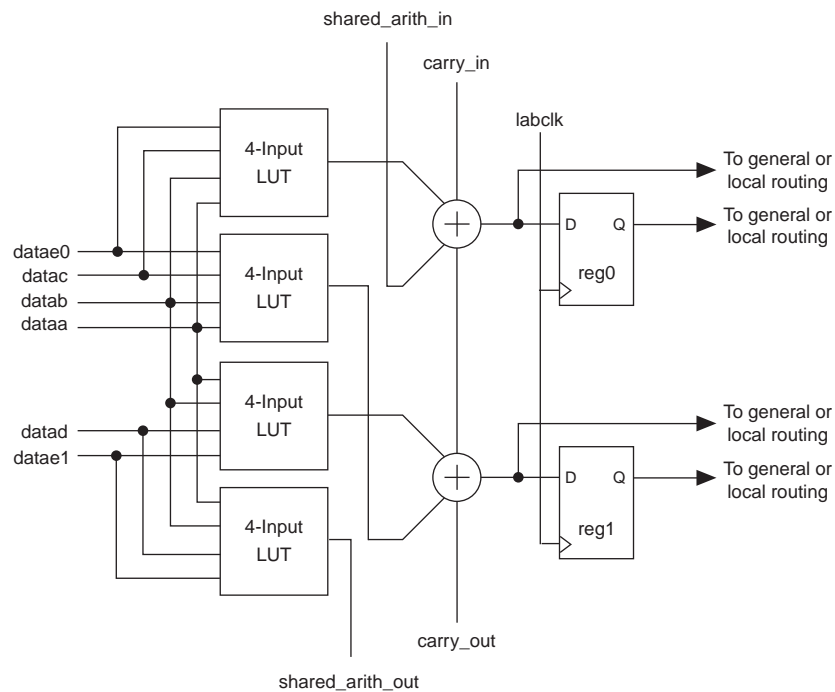 shared_arith_in
carry_in
labclk
4-Input
LUT
To general or
local routing
D Q
reg0
To general or
local routing
datae0
datac
datab
dataa
4-Input
LUT
4-Input
LUT
To general or
local routing
datad
datae1
D Q
reg1
To general or
local routing
4-Input
LUT
carry_out
shared_arith_out